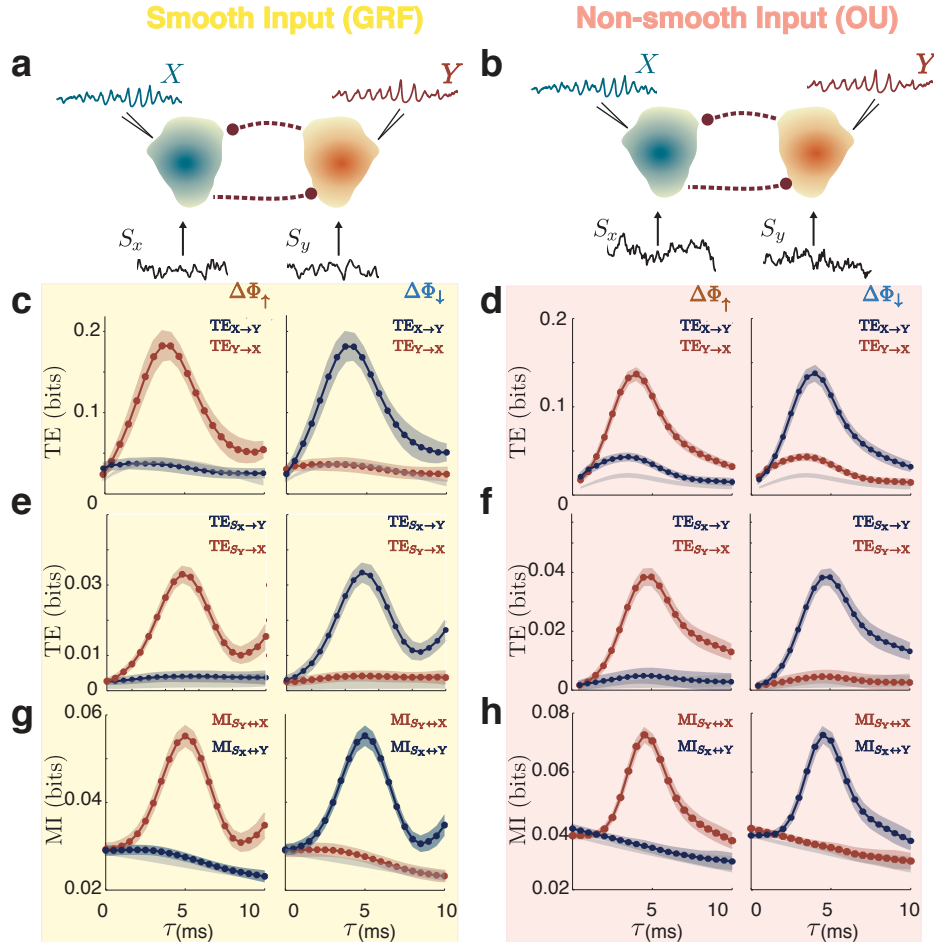 Smooth Input (GRF)
Non-smooth Input (OU)
a
X
Y
b
X
Y
S_x
S_y
S_x
S_y
c
ΔΦ↑
ΔΦ↓
TE_{X→Y}
TE_{Y→X}
TE_{X→Y}
TE_{Y→X}
TE (bits)
0.2
0.1
0
d
ΔΦ↑
ΔΦ↓
TE_{X→Y}
TE_{Y→X}
TE_{X→Y}
TE_{Y→X}
TE (bits)
0.2
0.1
0
5
10
5
10
e
TE_{S_X→Y}
TE_{S_Y→X}
TE_{S_X→Y}
TE_{S_Y→X}
TE (bits)
0.03
0.01
0
f
TE_{S_X→Y}
TE_{S_Y→X}
TE_{S_X→Y}
TE_{S_Y→X}
TE (bits)
0.04
0.02
0
g
MI_{S_Y↔X}
MI_{S_X↔Y}
MI_{S_Y↔X}
MI_{S_X↔Y}
MI (bits)
0.06
0.04
0.02
0
5
10
τ(ms)
0
5
10
τ(ms)
h
MI_{S_Y↔X}
MI_{S_X↔Y}
MI_{S_Y↔X}
MI_{S_X↔Y}
MI (bits)
0.08
0.06
0.04
0.02
0
5
10
τ(ms)
0
5
10
τ(ms)